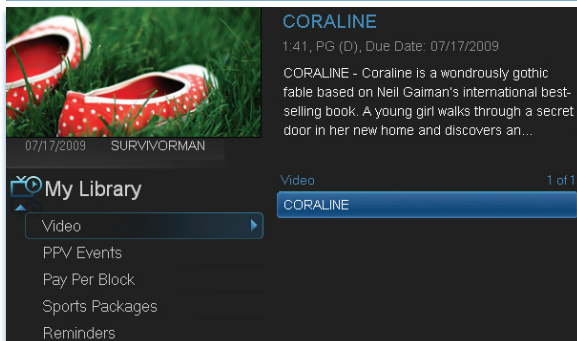 CORALINE
1:41, PG (D), Due Date: 07/17/2009
CORALINE - Coraline is a wondrously gothic
fable based on Neil Gaiman's international best-
selling book. A young girl walks through a secret
door in her new home and discovers an...
07/17/2009 SURVIVORMAN
My Library
Video
PPV Events
Pay Per Block
Sports Packages
Reminders
Video 1 of 1
CORALINE